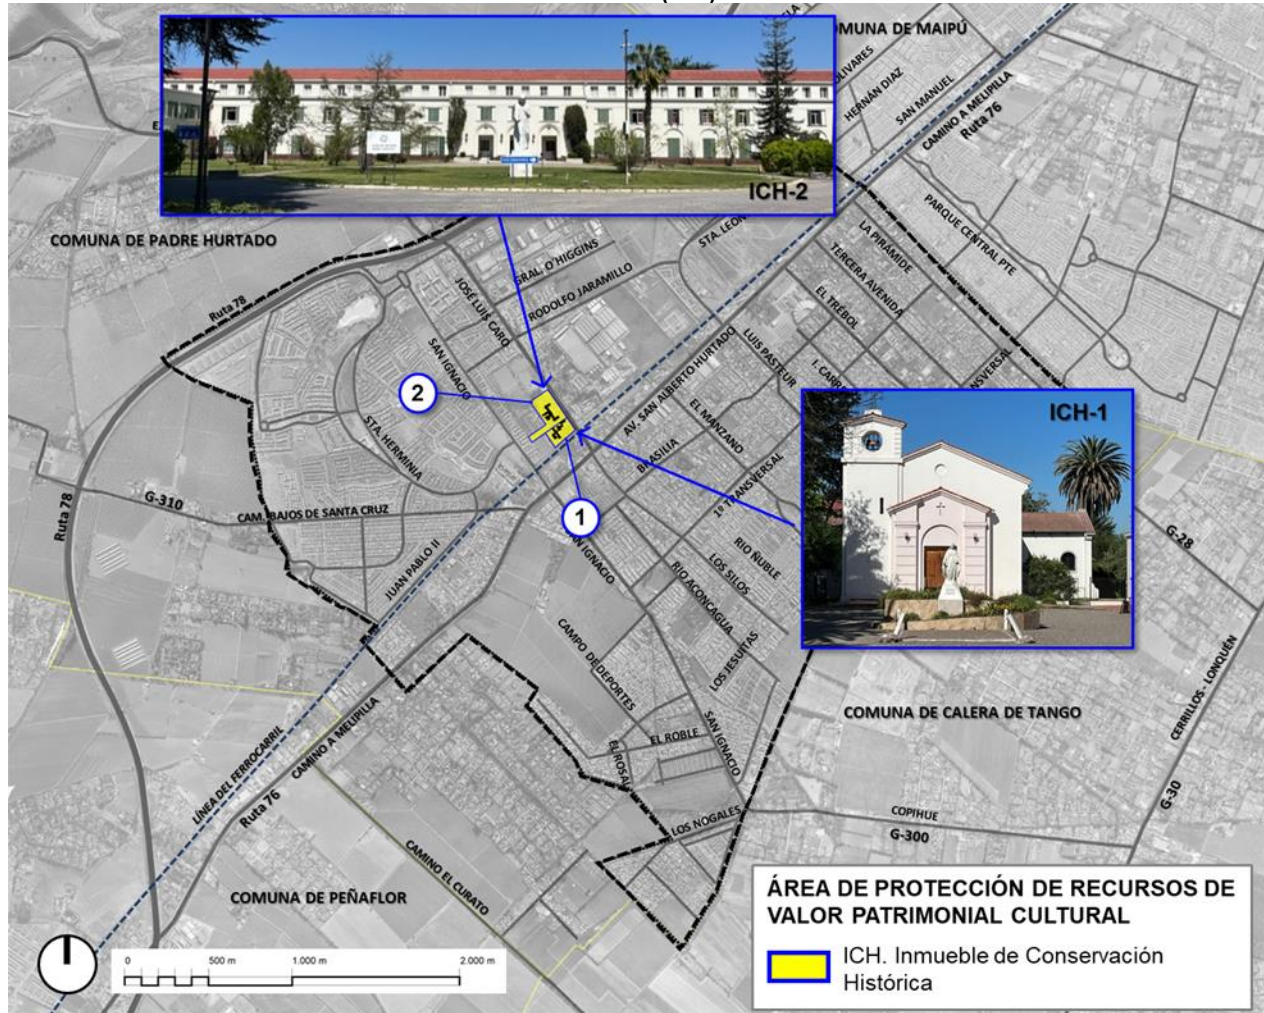 COMUNA DE MAIPÚ
OLIVARES
HERNÁN DIAZ
SAN MANUEL
CAMINO A MELIPILLA
Ruta 76
ICH-2
PARQUE CENTRAL PTE
COMUNA DE PADRE HURTADO
GRAL. O´HIGGINS
STA. LEON
LA PIRÁMIDE
TERCERA AVENIDA
RODOLFO JARAMILLO
JOSÉ LUIS CARO
EL TRÉBOL
Ruta 78
SAN IGNACIO
LUIS PASTEUR
I. CARR
NSVERSAL
2
AV. SAN ALBERTO HURTADO
EL MANZANO
ICH-1
STA. HERMINIA
BRASILIA
1º TRANSVERSAL
Ruta 78
G-310
CAM. BAJOS DE SANTA CRUZ
1
SAN IGNACIO
RIO ÑUBLE
G-28
JUAN PABLO II
LOS SILOS
RIO ACONCAGUA
CAMPO DE DEPORTES
LOS JESUITAS
CERRILLOS - LONQUÉN
COMUNA DE CALERA DE TANGO
SAN IGNACIO
EL ROBLE
EL ROSAL
LÍNEA DEL FERROCARRIL
CAMINO A MELIPILLA
Ruta 76
G-30
COPIHUE
LOS NOGALES
G-300
CAMINO EL CURATO
COMUNA DE PEÑAFLOR
ÁREA DE PROTECCIÓN DE RECURSOS DE
VALOR PATRIMONIAL CULTURAL
ICH. Inmueble de Conservación
Histórica
0 500 m 1.000 m 2.000 m